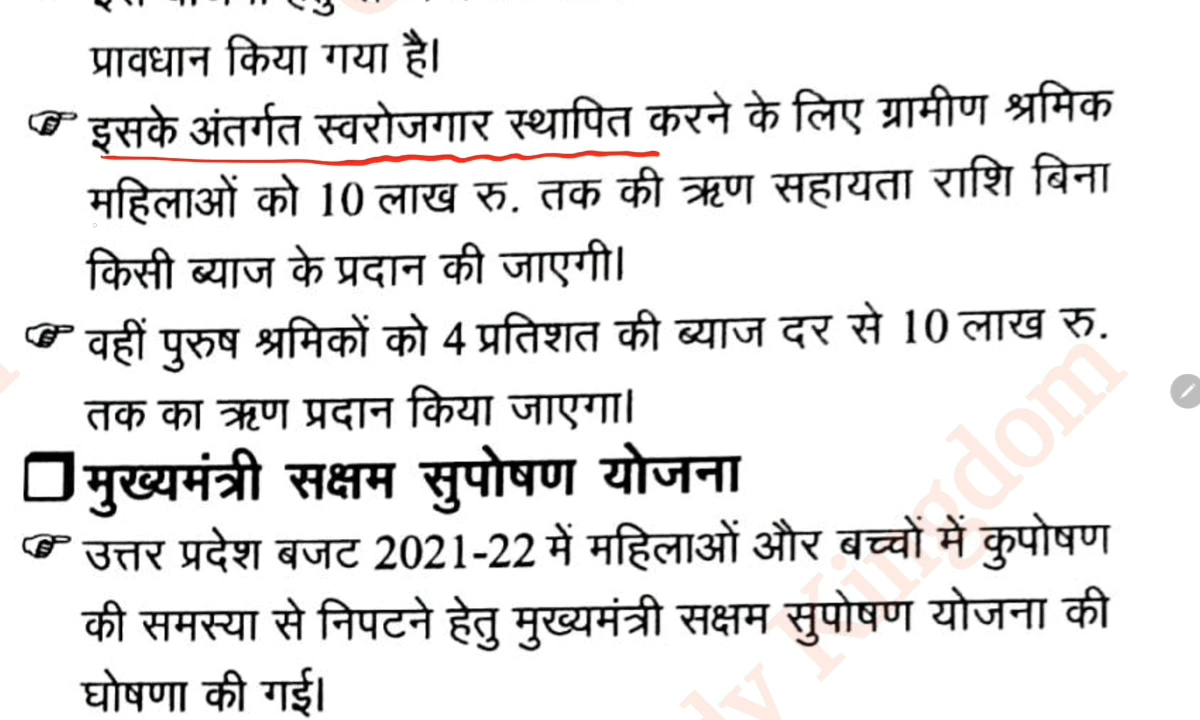 प्रावधान किया गया है।
इसके अंतर्गत स्वरोजगार स्थापित करने के लिए ग्रामीण श्रमिक
महिलाओं को 10 लाख रु. तक की ऋण सहायता राशि बिना
किसी ब्याज के प्रदान की जाएगी।
वहीं पुरुष श्रमिकों को 4 प्रतिशत की ब्याज दर से 10 लाख रु.
तक का ऋण प्रदान किया जाएगा।
मुख्यमंत्री सक्षम सुपोषण योजना
उत्तर प्रदेश बजट 2021-22 में महिलाओं और बच्चों में कुपोषण
की समस्या से निपटने हेतु मुख्यमंत्री सक्षम सुपोषण योजना की
घोषणा की गई।
Kingdom